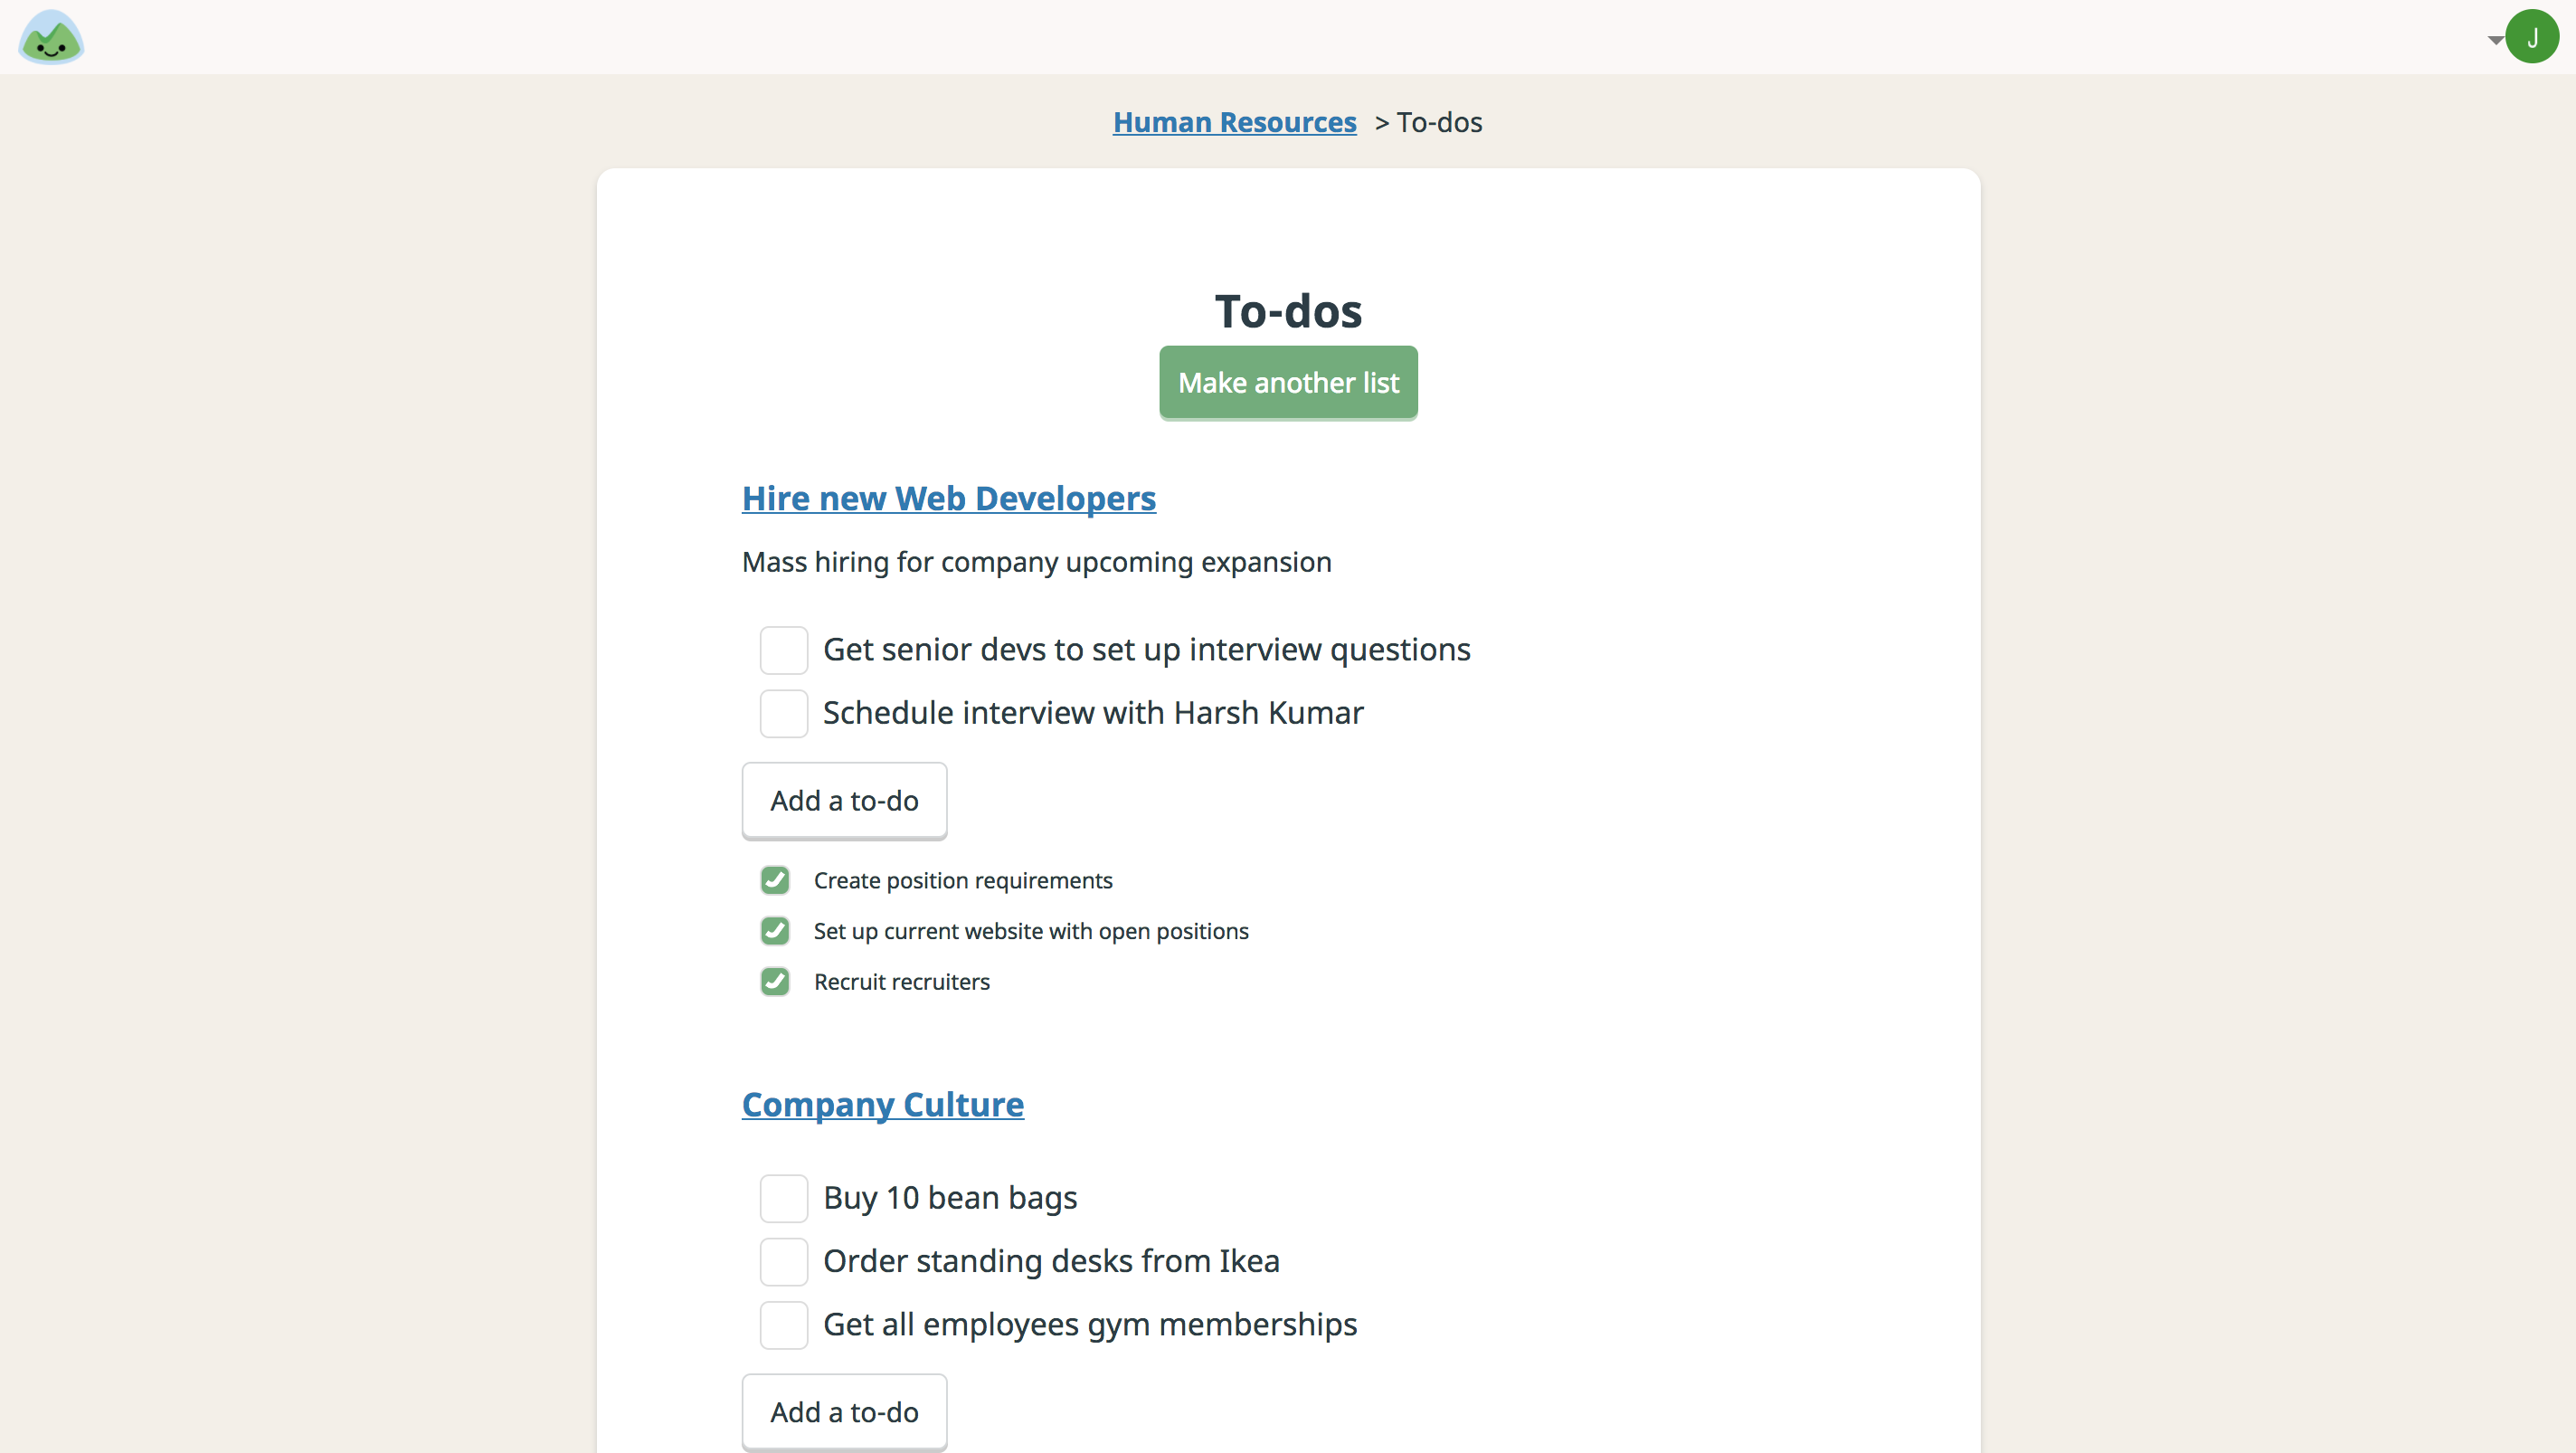 J
Human Resources > To-dos
To-dos
Make another list
Hire new Web Developers
Mass hiring for company upcoming expansion
Get senior devs to set up interview questions
Schedule interview with Harsh Kumar
Add a to-do
Create position requirements
Set up current website with open positions
Recruit recruiters
Company Culture
Buy 10 bean bags
Order standing desks from Ikea
Get all employees gym memberships
Add a to-do